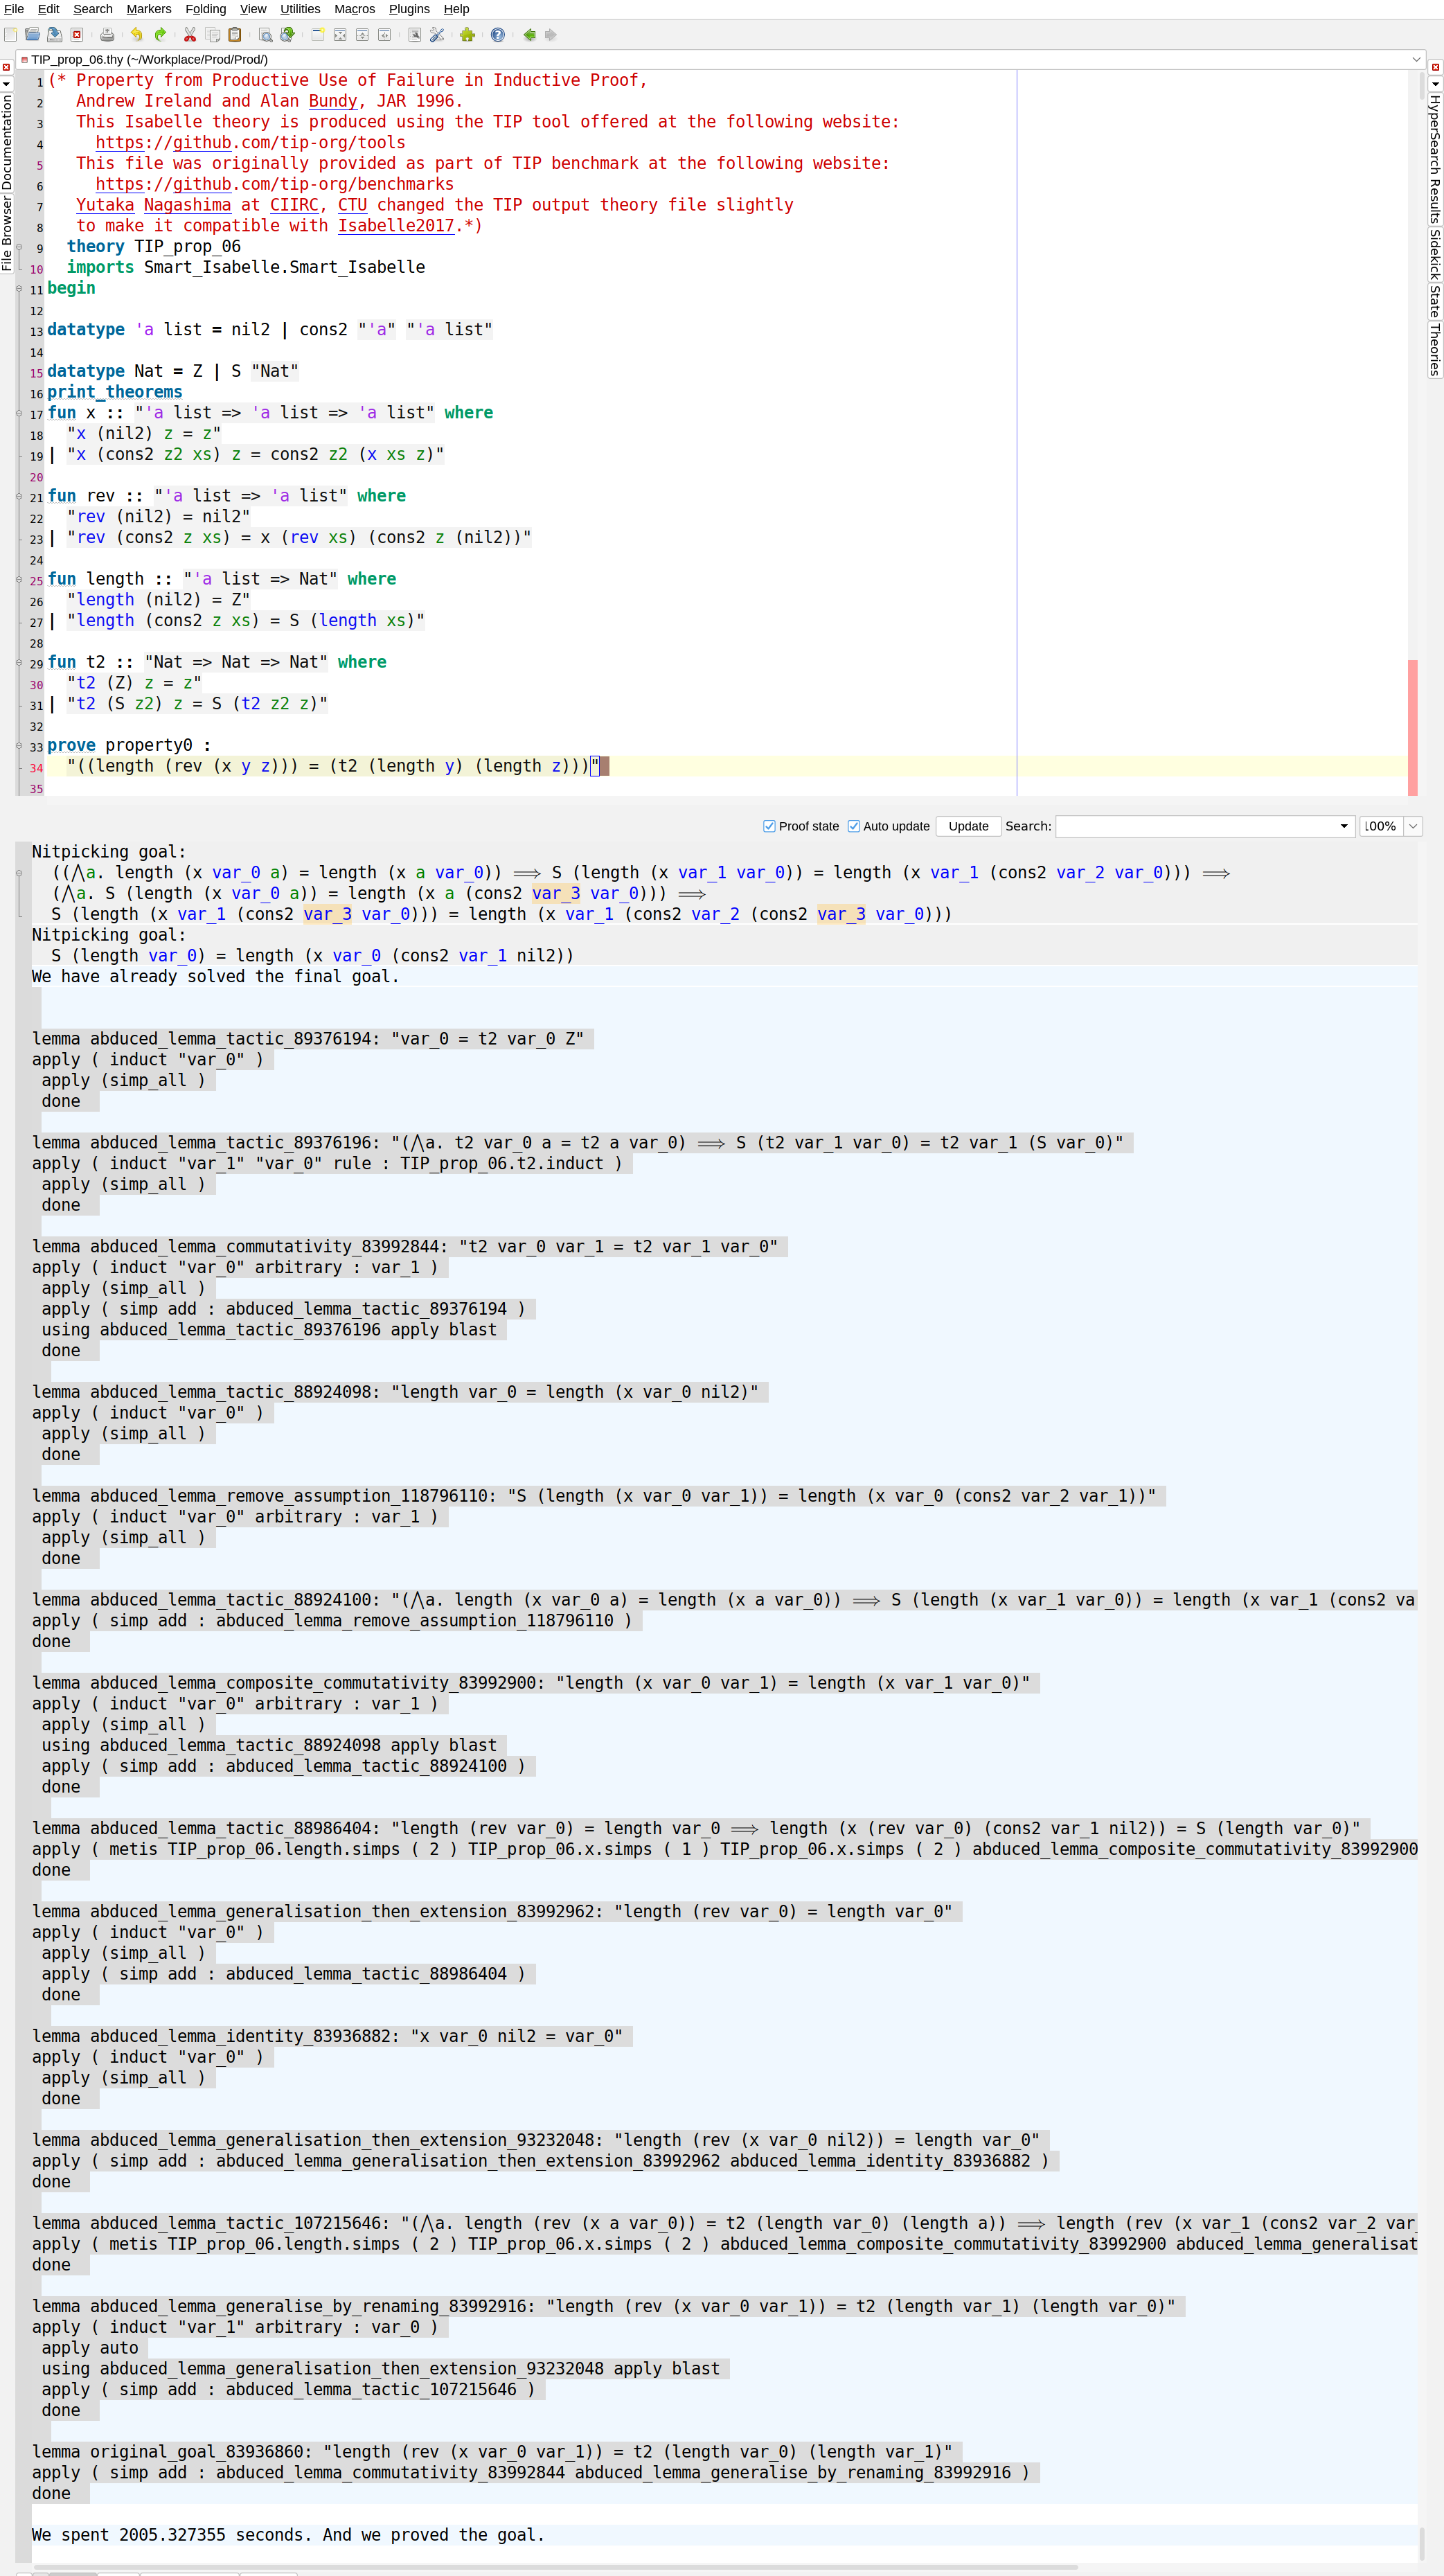 File Edit Search Markers Folding View Utilities Macros Plugins Help
TIP_prop_06.thy (~/Workplace/Prod/Prod/)
File Browser Documentation
HyperSearch Results Sidekick State Theories
1 (* Property from Productive Use of Failure in Inductive Proof,
2 Andrew Ireland and Alan Bundy, JAR 1996.
3 This Isabelle theory is produced using the TIP tool offered at the following website:
4 https://github.com/tip-org/tools
5 This file was originally provided as part of TIP benchmark at the following website:
6 https://github.com/tip-org/benchmarks
7 Yutaka Nagashima at CIIRC, CTU changed the TIP output theory file slightly
8 to make it compatible with Isabelle2017.*)
9 theory TIP_prop_06
10 imports Smart_Isabelle.Smart_Isabelle
11 begin
12
13 datatype 'a list = nil2 | cons2 "'a" "'a list"
14
15 datatype Nat = Z | S "Nat"
16 print_theorems
17 fun x :: "'a list => 'a list => 'a list" where
18 "x (nil2) z = z"
19 | "x (cons2 z2 xs) z = cons2 z2 (x xs z)"
20
21 fun rev :: "'a list => 'a list" where
22 "rev (nil2) = nil2"
23 | "rev (cons2 z xs) = x (rev xs) (cons2 z (nil2))"
24
25 fun length :: "'a list => Nat" where
26 "length (nil2) = Z"
27 | "length (cons2 z xs) = S (length xs)"
28
29 fun t2 :: "Nat => Nat => Nat" where
30 "t2 (Z) z = z"
31 | "t2 (S z2) z = S (t2 z2 z)"
32
33 prove property0 :
34 "((length (rev (x y z))) = (t2 (length y) (length z)))"
35
Proof state Auto update Update Search: 100%
Nitpicking goal:
((⋀a. length (x var_0 a) = length (x a var_0)) ⟹ S (length (x var_1 var_0)) = length (x var_1 (cons2 var_2 var_0))) ⟹
(⋀a. S (length (x var_0 a)) = length (x a (cons2 var_3 var_0))) ⟹
S (length (x var_1 (cons2 var_3 var_0))) = length (x var_1 (cons2 var_2 (cons2 var_3 var_0)))
Nitpicking goal:
S (length var_0) = length (x var_0 (cons2 var_1 nil2))
We have already solved the final goal.
lemma abduced_lemma_tactic_89376194: "var_0 = t2 var_0 Z"
apply ( induct "var_0" )
apply (simp_all )
done
lemma abduced_lemma_tactic_89376196: "(⋀a. t2 var_0 a = t2 a var_0) ⟹ S (t2 var_1 var_0) = t2 var_1 (S var_0)"
apply ( induct "var_1" "var_0" rule : TIP_prop_06.t2.induct )
apply (simp_all )
done
lemma abduced_lemma_commutativity_83992844: "t2 var_0 var_1 = t2 var_1 var_0"
apply ( induct "var_0" arbitrary : var_1 )
apply (simp_all )
apply ( simp add : abduced_lemma_tactic_89376194 )
using abduced_lemma_tactic_89376196 apply blast
done
lemma abduced_lemma_tactic_88924098: "length var_0 = length (x var_0 nil2)"
apply ( induct "var_0" )
apply (simp_all )
done
lemma abduced_lemma_remove_assumption_118796110: "S (length (x var_0 var_1)) = length (x var_0 (cons2 var_2 var_1))"
apply ( induct "var_0" arbitrary : var_1 )
apply (simp_all )
done
lemma abduced_lemma_tactic_88924100: "(⋀a. length (x var_0 a) = length (x a var_0)) ⟹ S (length (x var_1 var_0)) = length (x var_1 (cons2 va
apply ( simp add : abduced_lemma_remove_assumption_118796110 )
done
lemma abduced_lemma_composite_commutativity_83992900: "length (x var_0 var_1) = length (x var_1 var_0)"
apply ( induct "var_0" arbitrary : var_1 )
apply (simp_all )
using abduced_lemma_tactic_88924098 apply blast
apply ( simp add : abduced_lemma_tactic_88924100 )
done
lemma abduced_lemma_tactic_88986404: "length (rev var_0) = length var_0 ⟹ length (x (rev var_0) (cons2 var_1 nil2)) = S (length var_0)"
apply ( metis TIP_prop_06.length.simps ( 2 ) TIP_prop_06.x.simps ( 1 ) TIP_prop_06.x.simps ( 2 ) abduced_lemma_composite_commutativity_83992900
done
lemma abduced_lemma_generalisation_then_extension_83992962: "length (rev var_0) = length var_0"
apply ( induct "var_0" )
apply (simp_all )
apply ( simp add : abduced_lemma_tactic_88986404 )
done
lemma abduced_lemma_identity_83936882: "x var_0 nil2 = var_0"
apply ( induct "var_0" )
apply (simp_all )
done
lemma abduced_lemma_generalisation_then_extension_93232048: "length (rev (x var_0 nil2)) = length var_0"
apply ( simp add : abduced_lemma_generalisation_then_extension_83992962 abduced_lemma_identity_83936882 )
done
lemma abduced_lemma_tactic_107215646: "(⋀a. length (rev (x a var_0)) = t2 (length var_0) (length a)) ⟹ length (rev (x var_1 (cons2 var_2 var_
apply ( metis TIP_prop_06.length.simps ( 2 ) TIP_prop_06.x.simps ( 2 ) abduced_lemma_composite_commutativity_83992900 abduced_lemma_generalisat
done
lemma abduced_lemma_generalise_by_renaming_83992916: "length (rev (x var_0 var_1)) = t2 (length var_1) (length var_0)"
apply ( induct "var_1" arbitrary : var_0 )
apply auto
using abduced_lemma_generalisation_then_extension_93232048 apply blast
apply ( simp add : abduced_lemma_tactic_107215646 )
done
lemma original_goal_83936860: "length (rev (x var_0 var_1)) = t2 (length var_0) (length var_1)"
apply ( simp add : abduced_lemma_commutativity_83992844 abduced_lemma_generalise_by_renaming_83992916 )
done
We spent 2005.327355 seconds. And we proved the goal.